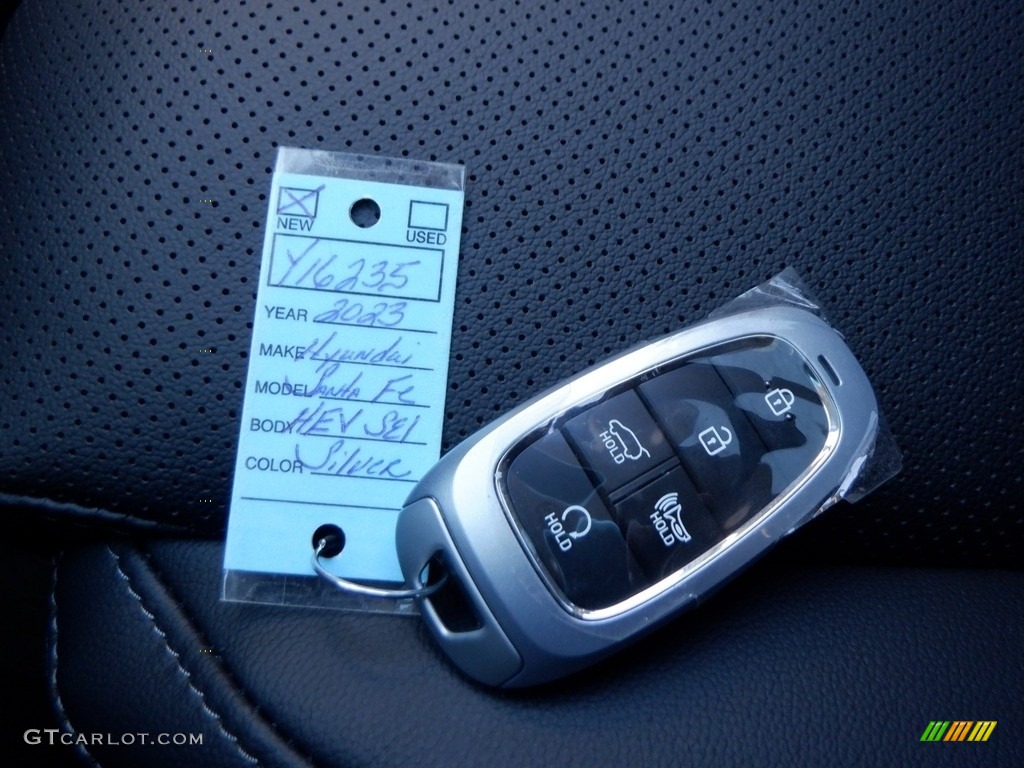 NEW USED
Y16235
YEAR 2023
MAKE Hyundai
MODEL Santa Fe
BODY HEV SEL
COLOR Silver
HOLD
HOLD
HOLD
GTCARLOT.COM